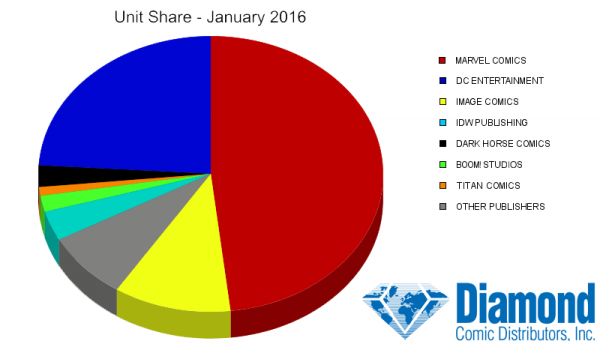 Unit Share - January 2016
MARVEL COMICS
DC ENTERTAINMENT
IMAGE COMICS
IDW PUBLISHING
DARK HORSE COMICS
BOOM! STUDIOS
TITAN COMICS
OTHER PUBLISHERS
Diamond
Comic Distributors, Inc.